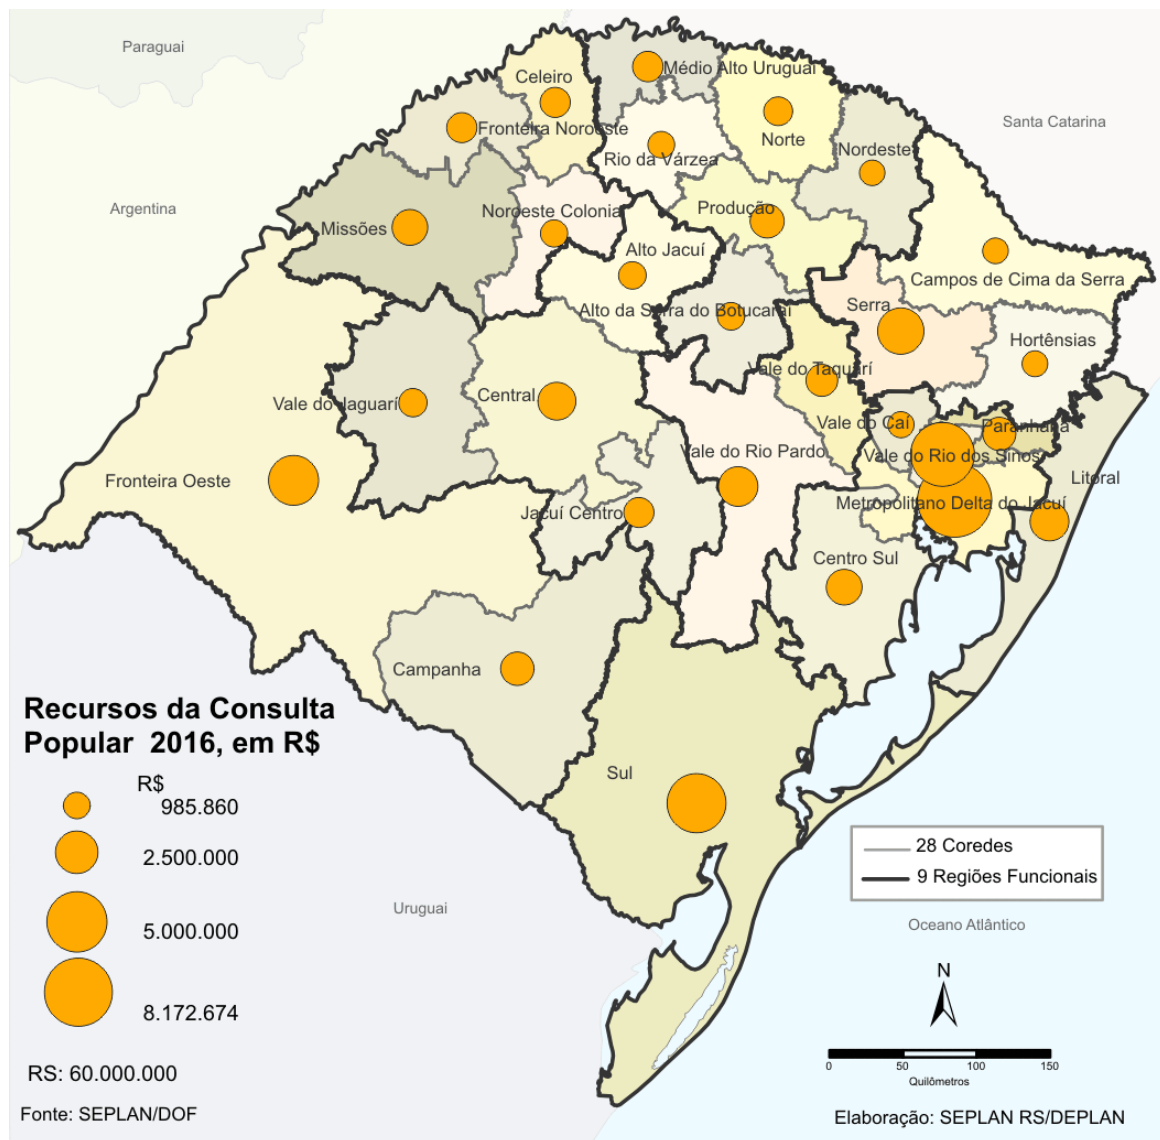 Paraguai
Médio Alto Uruguai
Celeiro
Santa Catarina
Fronteira Noroeste
Norte
Nordeste
Rio da Várzea
Argentina
Noroeste Colonial
Produção
Missões
Alto Jacuí
Campos de Cima da Serra
Serra
Alto da Serra do Botucaraí
Hortênsias
Vale do Taquarí
Central
Vale do Jaguarí
Vale do Caí
Paranhana
Vale do Rio Pardo
Vale do Rio dos Sinos
Fronteira Oeste
Litoral
Metropolitano Delta do Jacuí
Jacuí Centro
Centro Sul
Campanha
Recursos da Consulta
Popular 2016, em R$
Sul
R$
985.860
2.500.000
5.000.000
8.172.674
RS: 60.000.000
Fonte: SEPLAN/DOF
28 Coredes
9 Regiões Funcionais
Uruguai
Oceano Atlântico
N
0 50 100 150
Quilômetros
Elaboração: SEPLAN RS/DEPLAN